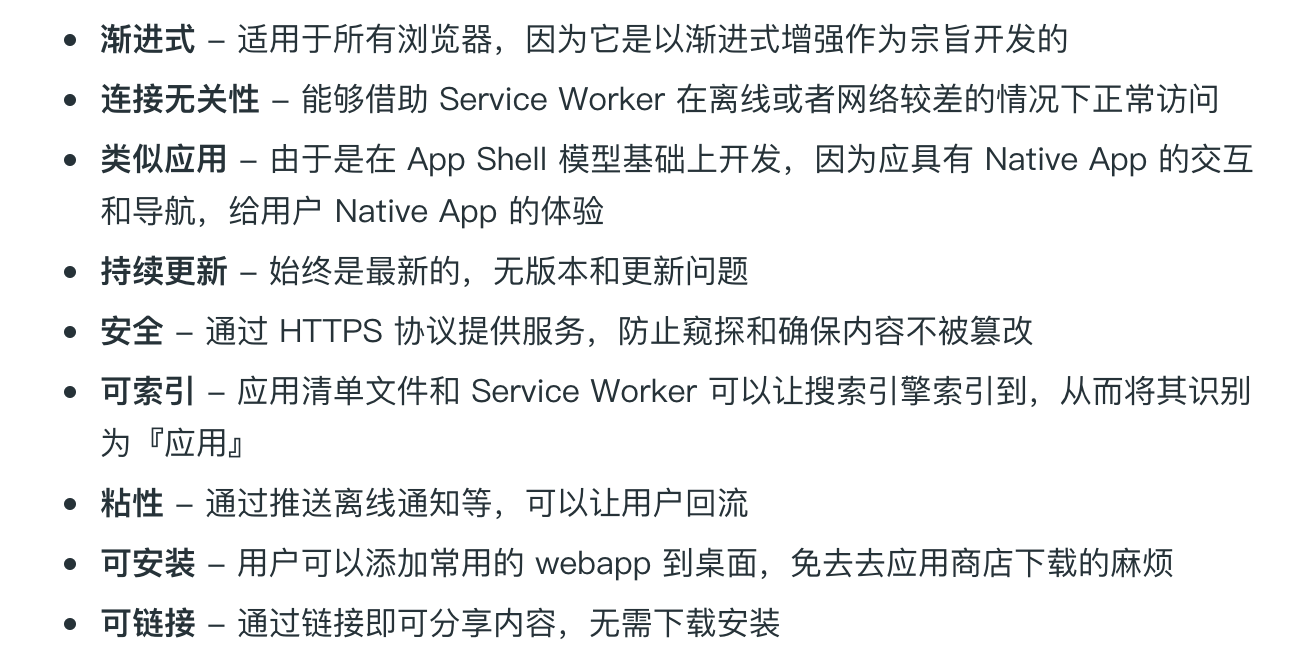 • 渐进式 – 适用于所有浏览器，因为它是以渐进式增强作为宗旨开发的
• 连接无关性 – 能够借助 Service Worker 在离线或者网络较差的情况下正常访问
• 类似应用 – 由于是在 App Shell 模型基础上开发，因为应具有 Native App 的交互
和导航，给用户 Native App 的体验
• 持续更新 – 始终是最新的，无版本和更新问题
• 安全 – 通过 HTTPS 协议提供服务，防止窥探和确保内容不被篡改
• 可索引 – 应用清单文件和 Service Worker 可以让搜索引擎索引到，从而将其识别
为『应用』
• 粘性 – 通过推送离线通知等，可以让用户回流
• 可安装 – 用户可以添加常用的 webapp 到桌面，免去去应用商店下载的麻烦
• 可链接 – 通过链接即可分享内容，无需下载安装